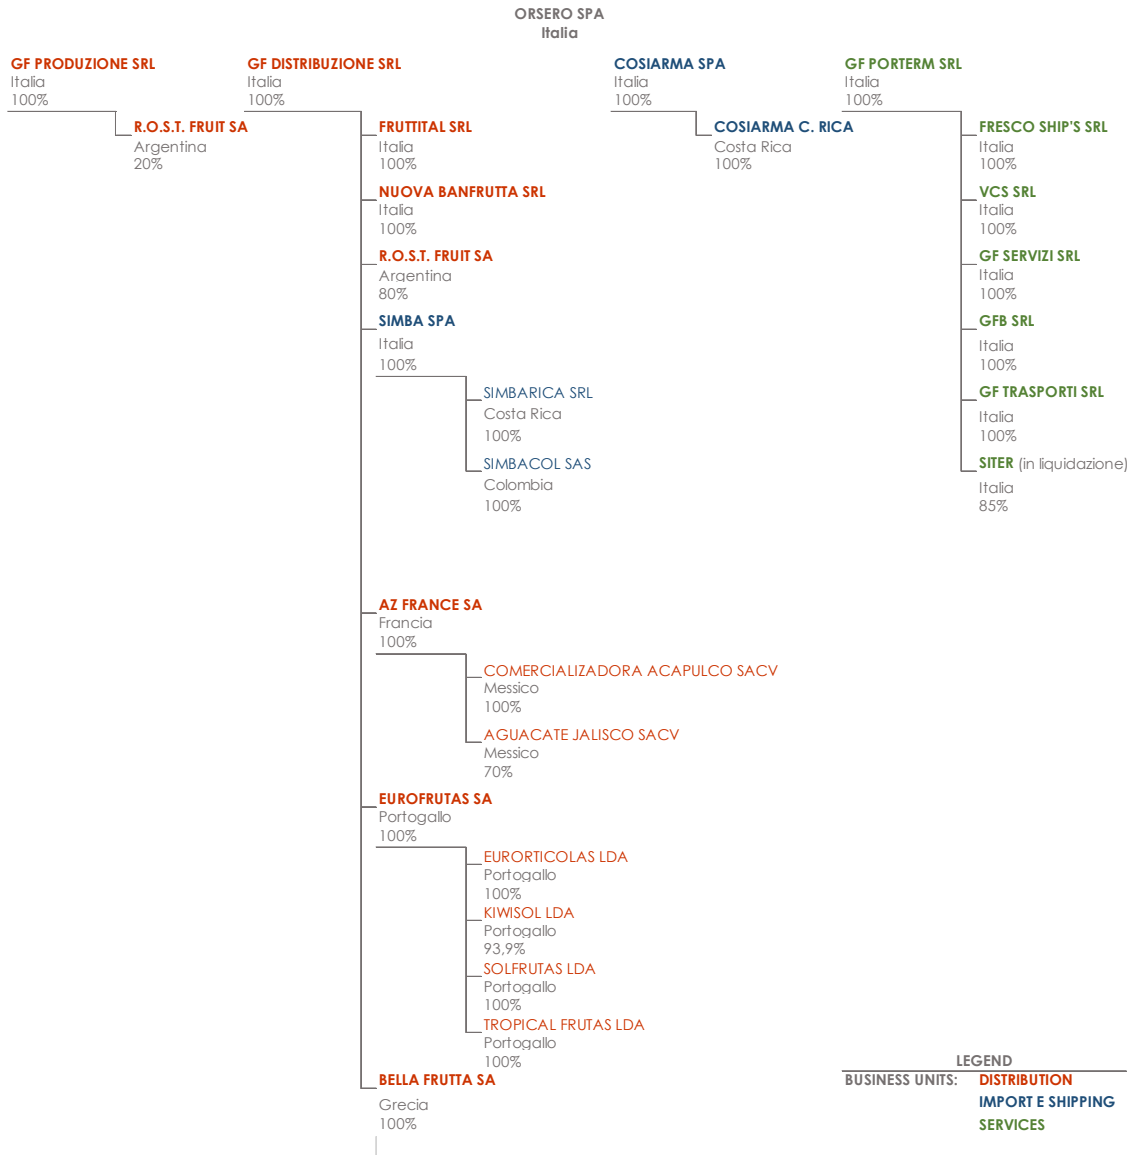 ORSERO SPA
Italia
GF PRODUZIONE SRL
Italia
100%
R.O.S.T. FRUIT SA
Argentina
20%
GF DISTRIBUZIONE SRL
Italia
100%
FRUTTITAL SRL
Italia
100%
NUOVA BANFRUTTA SRL
Italia
100%
R.O.S.T. FRUIT SA
Argentina
80%
SIMBA SPA
Italia
100%
SIMBARICA SRL
Costa Rica
100%
SIMBACOL SAS
Colombia
100%
AZ FRANCE SA
Francia
100%
COMERCIALIZADORA ACAPULCO SACV
Messico
100%
AGUACATE JALISCO SACV
Messico
70%
EUROFRUTAS SA
Portogallo
100%
EURORTICOLAS LDA
Portogallo
100%
KIWISOL LDA
Portogallo
93,9%
SOLFRUTAS LDA
Portogallo
100%
TROPICAL FRUTAS LDA
Portogallo
100%
BELLA FRUTTA SA
Grecia
100%
COSIARMA SPA
Italia
100%
COSIARMA C. RICA
Costa Rica
100%
GF PORTERM SRL
Italia
100%
FRESCO SHIP'S SRL
Italia
100%
VCS SRL
Italia
100%
GF SERVIZI SRL
Italia
100%
GFB SRL
Italia
100%
GF TRASPORTI SRL
Italia
100%
SITER (in liquidazione)
Italia
85%
LEGEND
BUSINESS UNITS: DISTRIBUTION
IMPORT E SHIPPING
SERVICES